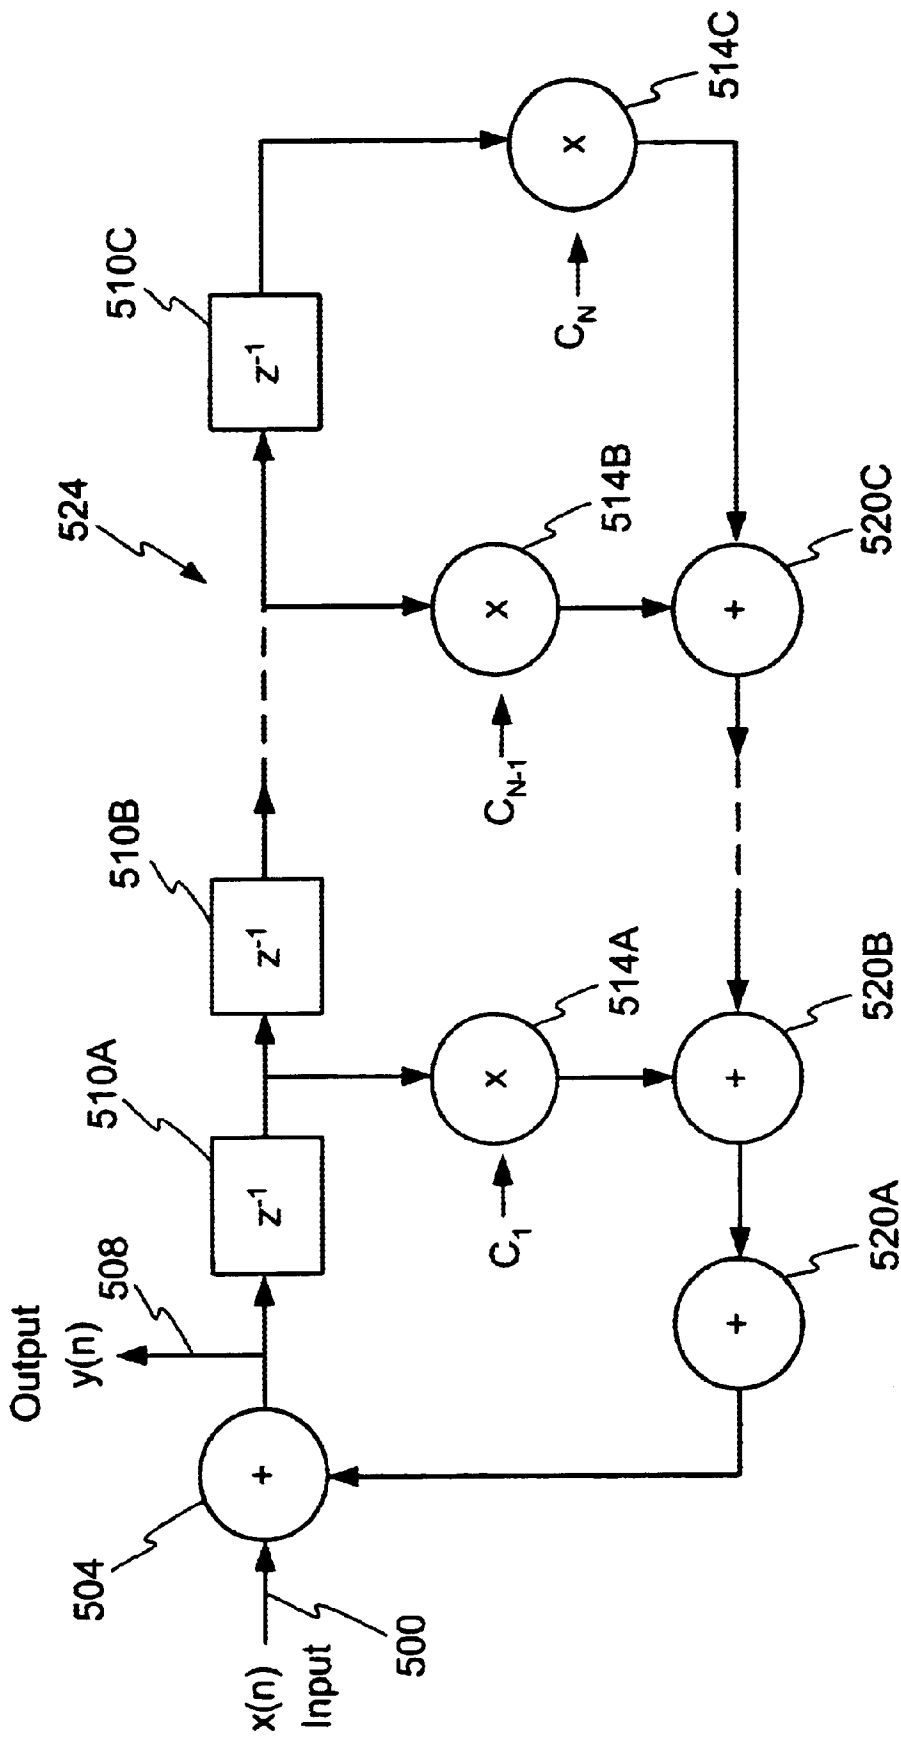 Output
y(n)
508
504
x(n)
Input
500
+
510A
z⁻¹
510B
z⁻¹
524
510C
z⁻¹
C₁
x
514A
C_N-1
x
514B
C_N
x
514C
+
520A
+
520B
+
520C